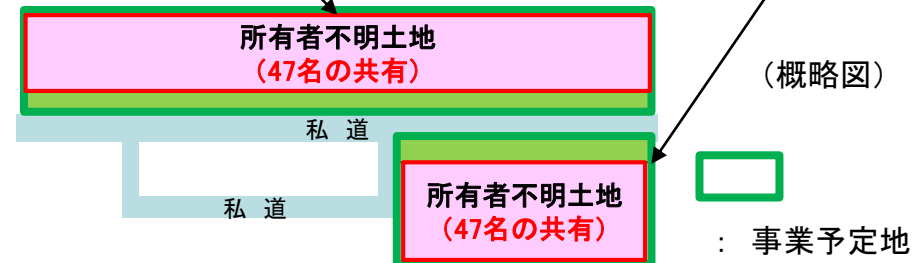 所有者不明土地
（47名の共有）
（概略図）
私 道
所有者不明土地
（47名の共有）
私 道
： 事業予定地